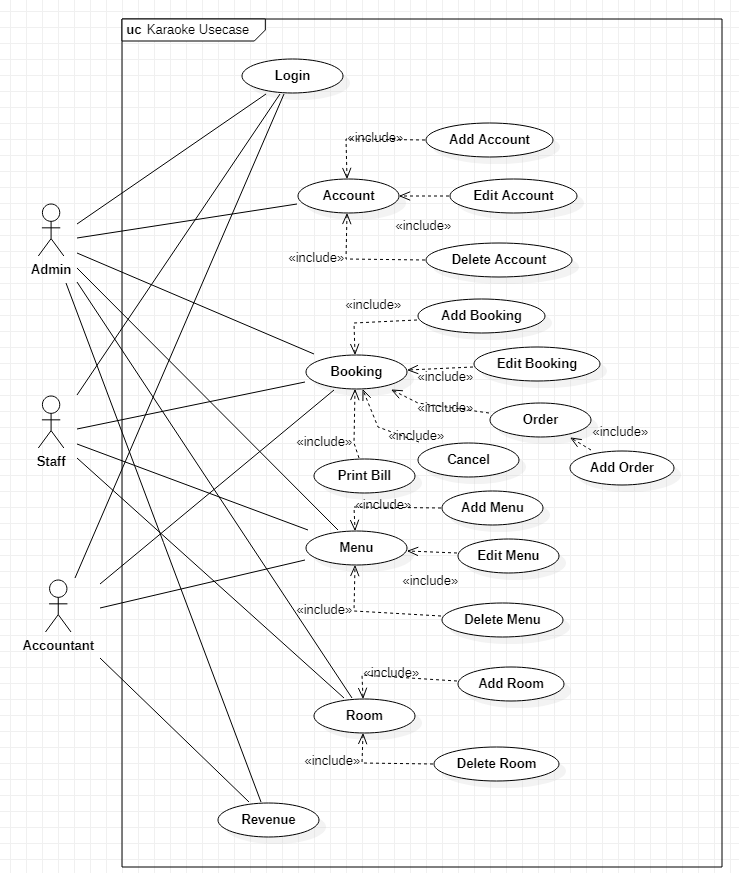 uc Karaoke Usecase
Login
«include»
Add Account
Account
Edit Account
«include»
Admin
«include»
Delete Account
«include»
Add Booking
Booking
Edit Booking
«include»
Staff
«include»
Order
«include»
«include»
«include»
Cancel
Add Order
Print Bill
«include»
Add Menu
Menu
Edit Menu
«include»
«include»
Delete Menu
Accountant
«include»
Add Room
Room
«include»
Delete Room
Revenue